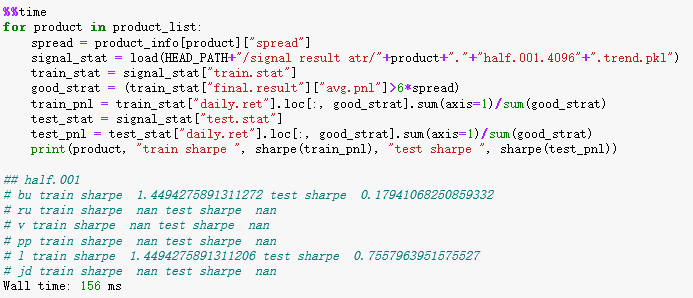 %%time
for product in product_list:
    spread = product_info[product]["spread"]
    signal_stat = load(HEAD_PATH+"/signal result atr/"+product+"."+"half.001.4096"+".trend.pkl")
    train_stat = signal_stat["train.stat"]
    good_strat = (train_stat["final.result"]["avg.pnl"]>6*spread)
    train_pnl = train_stat["daily.ret"].loc[:, good_strat].sum(axis=1)/sum(good_strat)
    test_stat = signal_stat["test.stat"]
    test_pnl = test_stat["daily.ret"].loc[:, good_strat].sum(axis=1)/sum(good_strat)
    print(product, "train sharpe ", sharpe(train_pnl), "test sharpe ", sharpe(test_pnl))
## half.001
# bu train sharpe  1.4494275891311272 test sharpe  0.17941068250859332
# ru train sharpe  nan test sharpe  nan
# v train sharpe  nan test sharpe  nan
# pp train sharpe  nan test sharpe  nan
# l train sharpe  1.4494275891311206 test sharpe  0.7557963951575527
# jd train sharpe  nan test sharpe  nan
Wall time: 156 ms